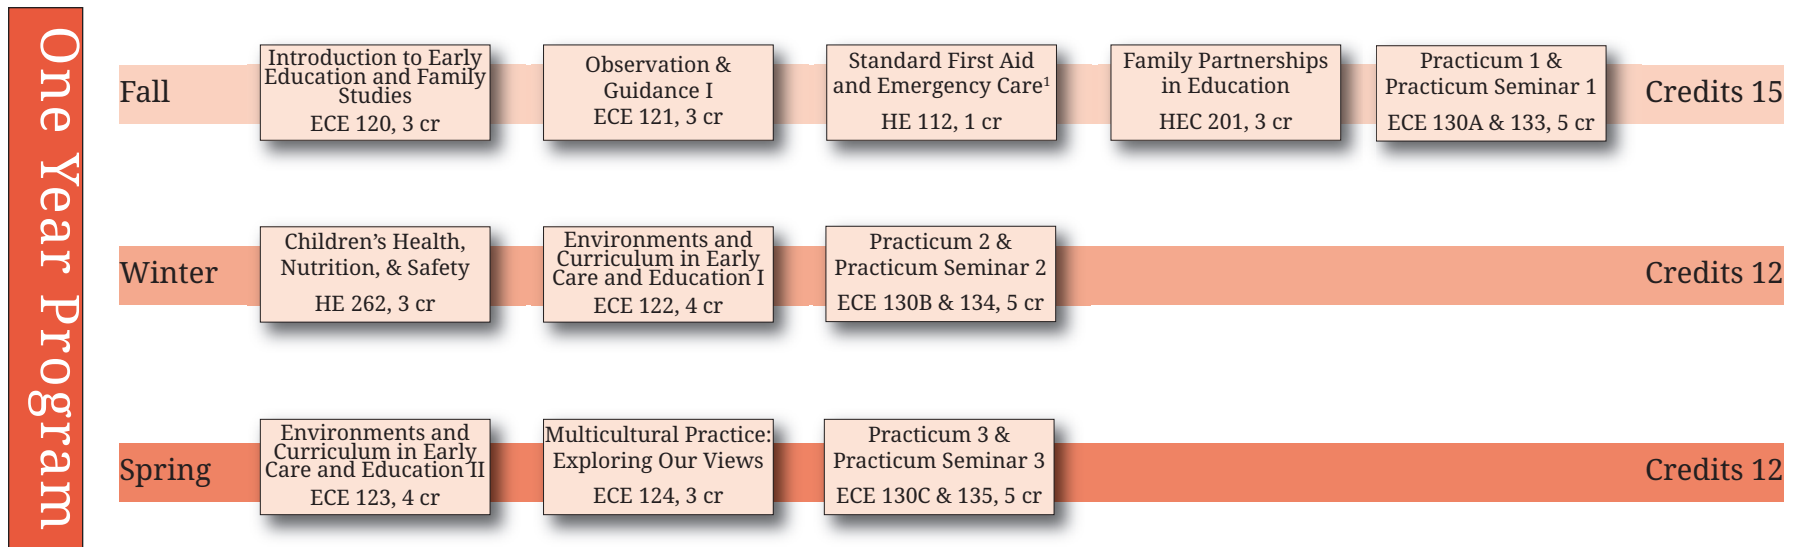 One Year Program
Fall
Introduction to Early
Education and Family
Studies
ECE 120, 3 cr
Observation &
Guidance I
ECE 121, 3 cr
Standard First Aid
and Emergency Care¹
HE 112, 1 cr
Family Partnerships
in Education
HEC 201, 3 cr
Practicum 1 &
Practicum Seminar 1
ECE 130A & 133, 5 cr
Credits 15
Winter
Children’s Health,
Nutrition, & Safety
HE 262, 3 cr
Environments and
Curriculum in Early
Care and Education I
ECE 122, 4 cr
Practicum 2 &
Practicum Seminar 2
ECE 130B & 134, 5 cr
Credits 12
Spring
Environments and
Curriculum in Early
Care and Education II
ECE 123, 4 cr
Multicultural Practice:
Exploring Our Views
ECE 124, 3 cr
Practicum 3 &
Practicum Seminar 3
ECE 130C & 135, 5 cr
Credits 12